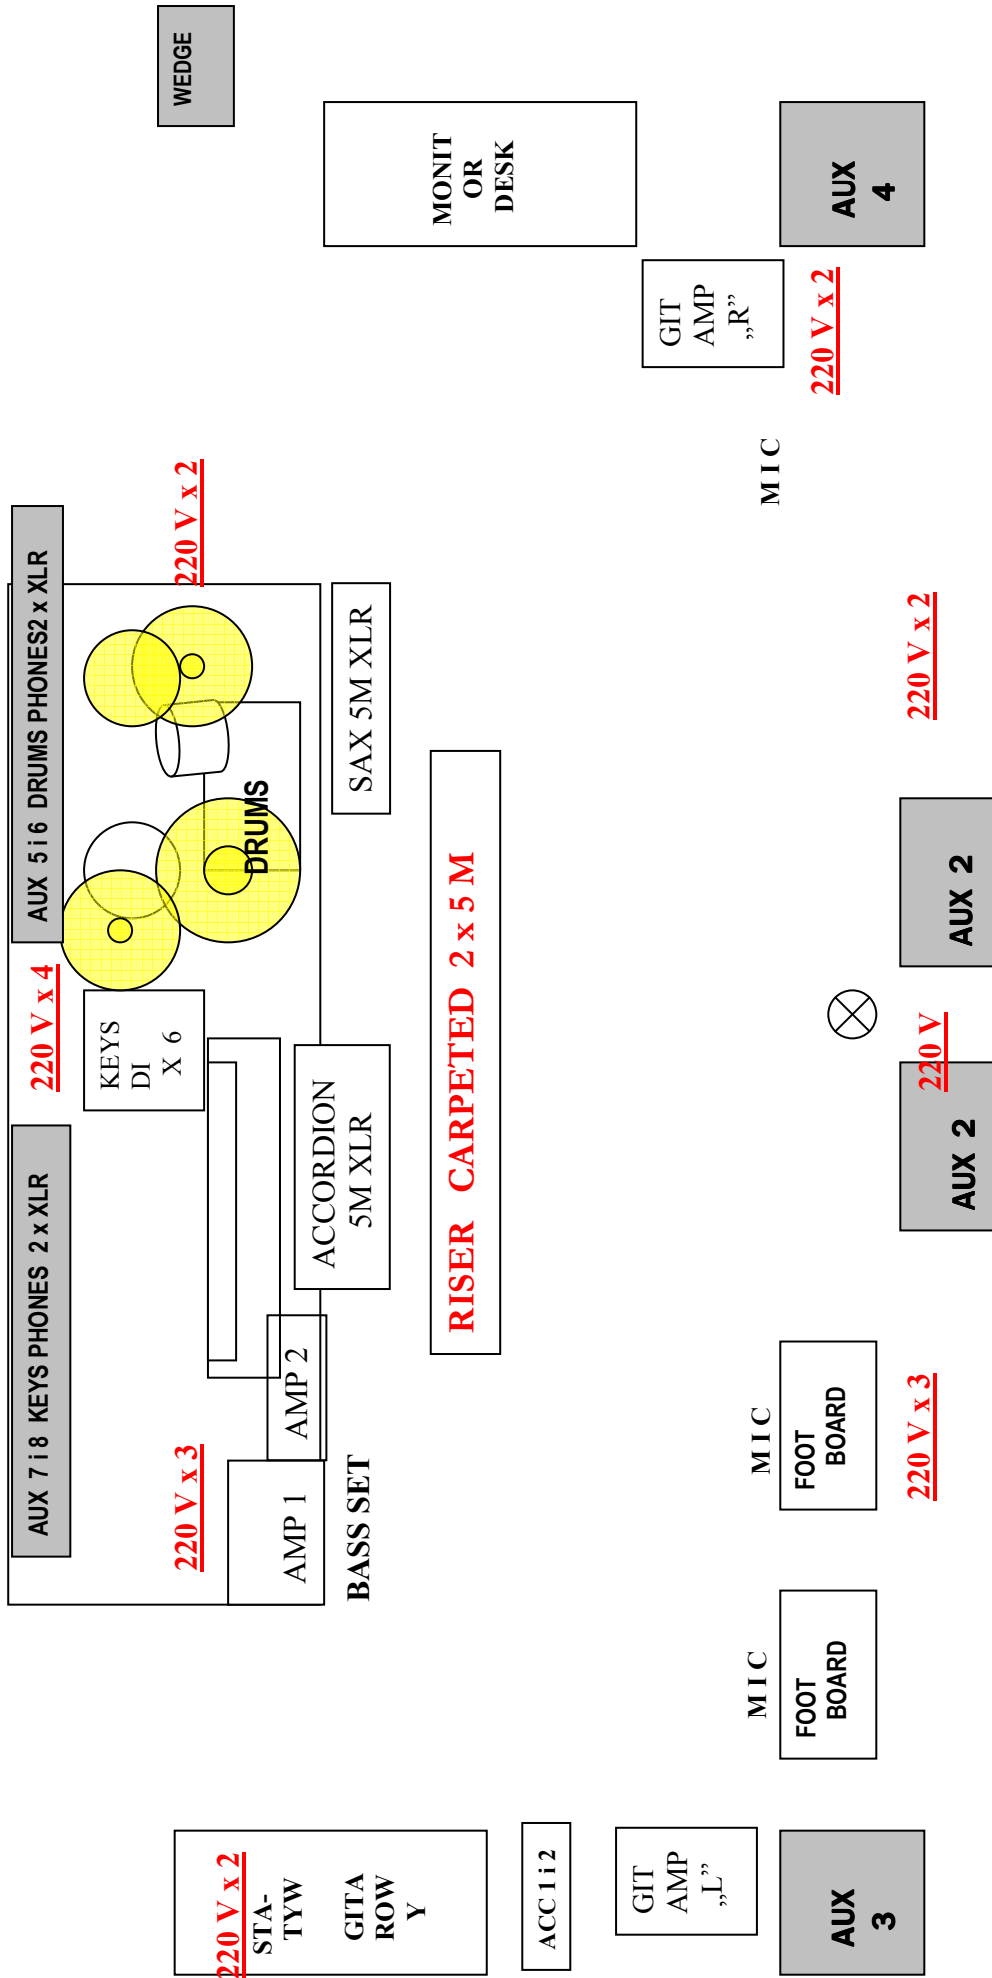 WEDGE
AUX 7 i 8 KEYS PHONES 2 x XLR
AUX 5 i 6 DRUMS PHONES2 x XLR
220 V x 4
KEYS
DI
X 6
220 V x 3
220 V x 2
DRUMS
AMP 1
AMP 2
ACCORDION
5M XLR
SAX 5M XLR
BASS SET
RISER CARPETED 2 x 5 M
220 V x 2
STA-
TYW
GITA
ROW
Y
MONIT
OR
DESK
ACC 1 i 2
GIT
AMP
„L”
GIT
AMP
„R”
M I C
M I C
M I C
AUX
3
FOOT
BOARD
FOOT
BOARD
220 V x 2
AUX
4
220 V x 3
220 V
220 V x 2
AUX 2
AUX 2